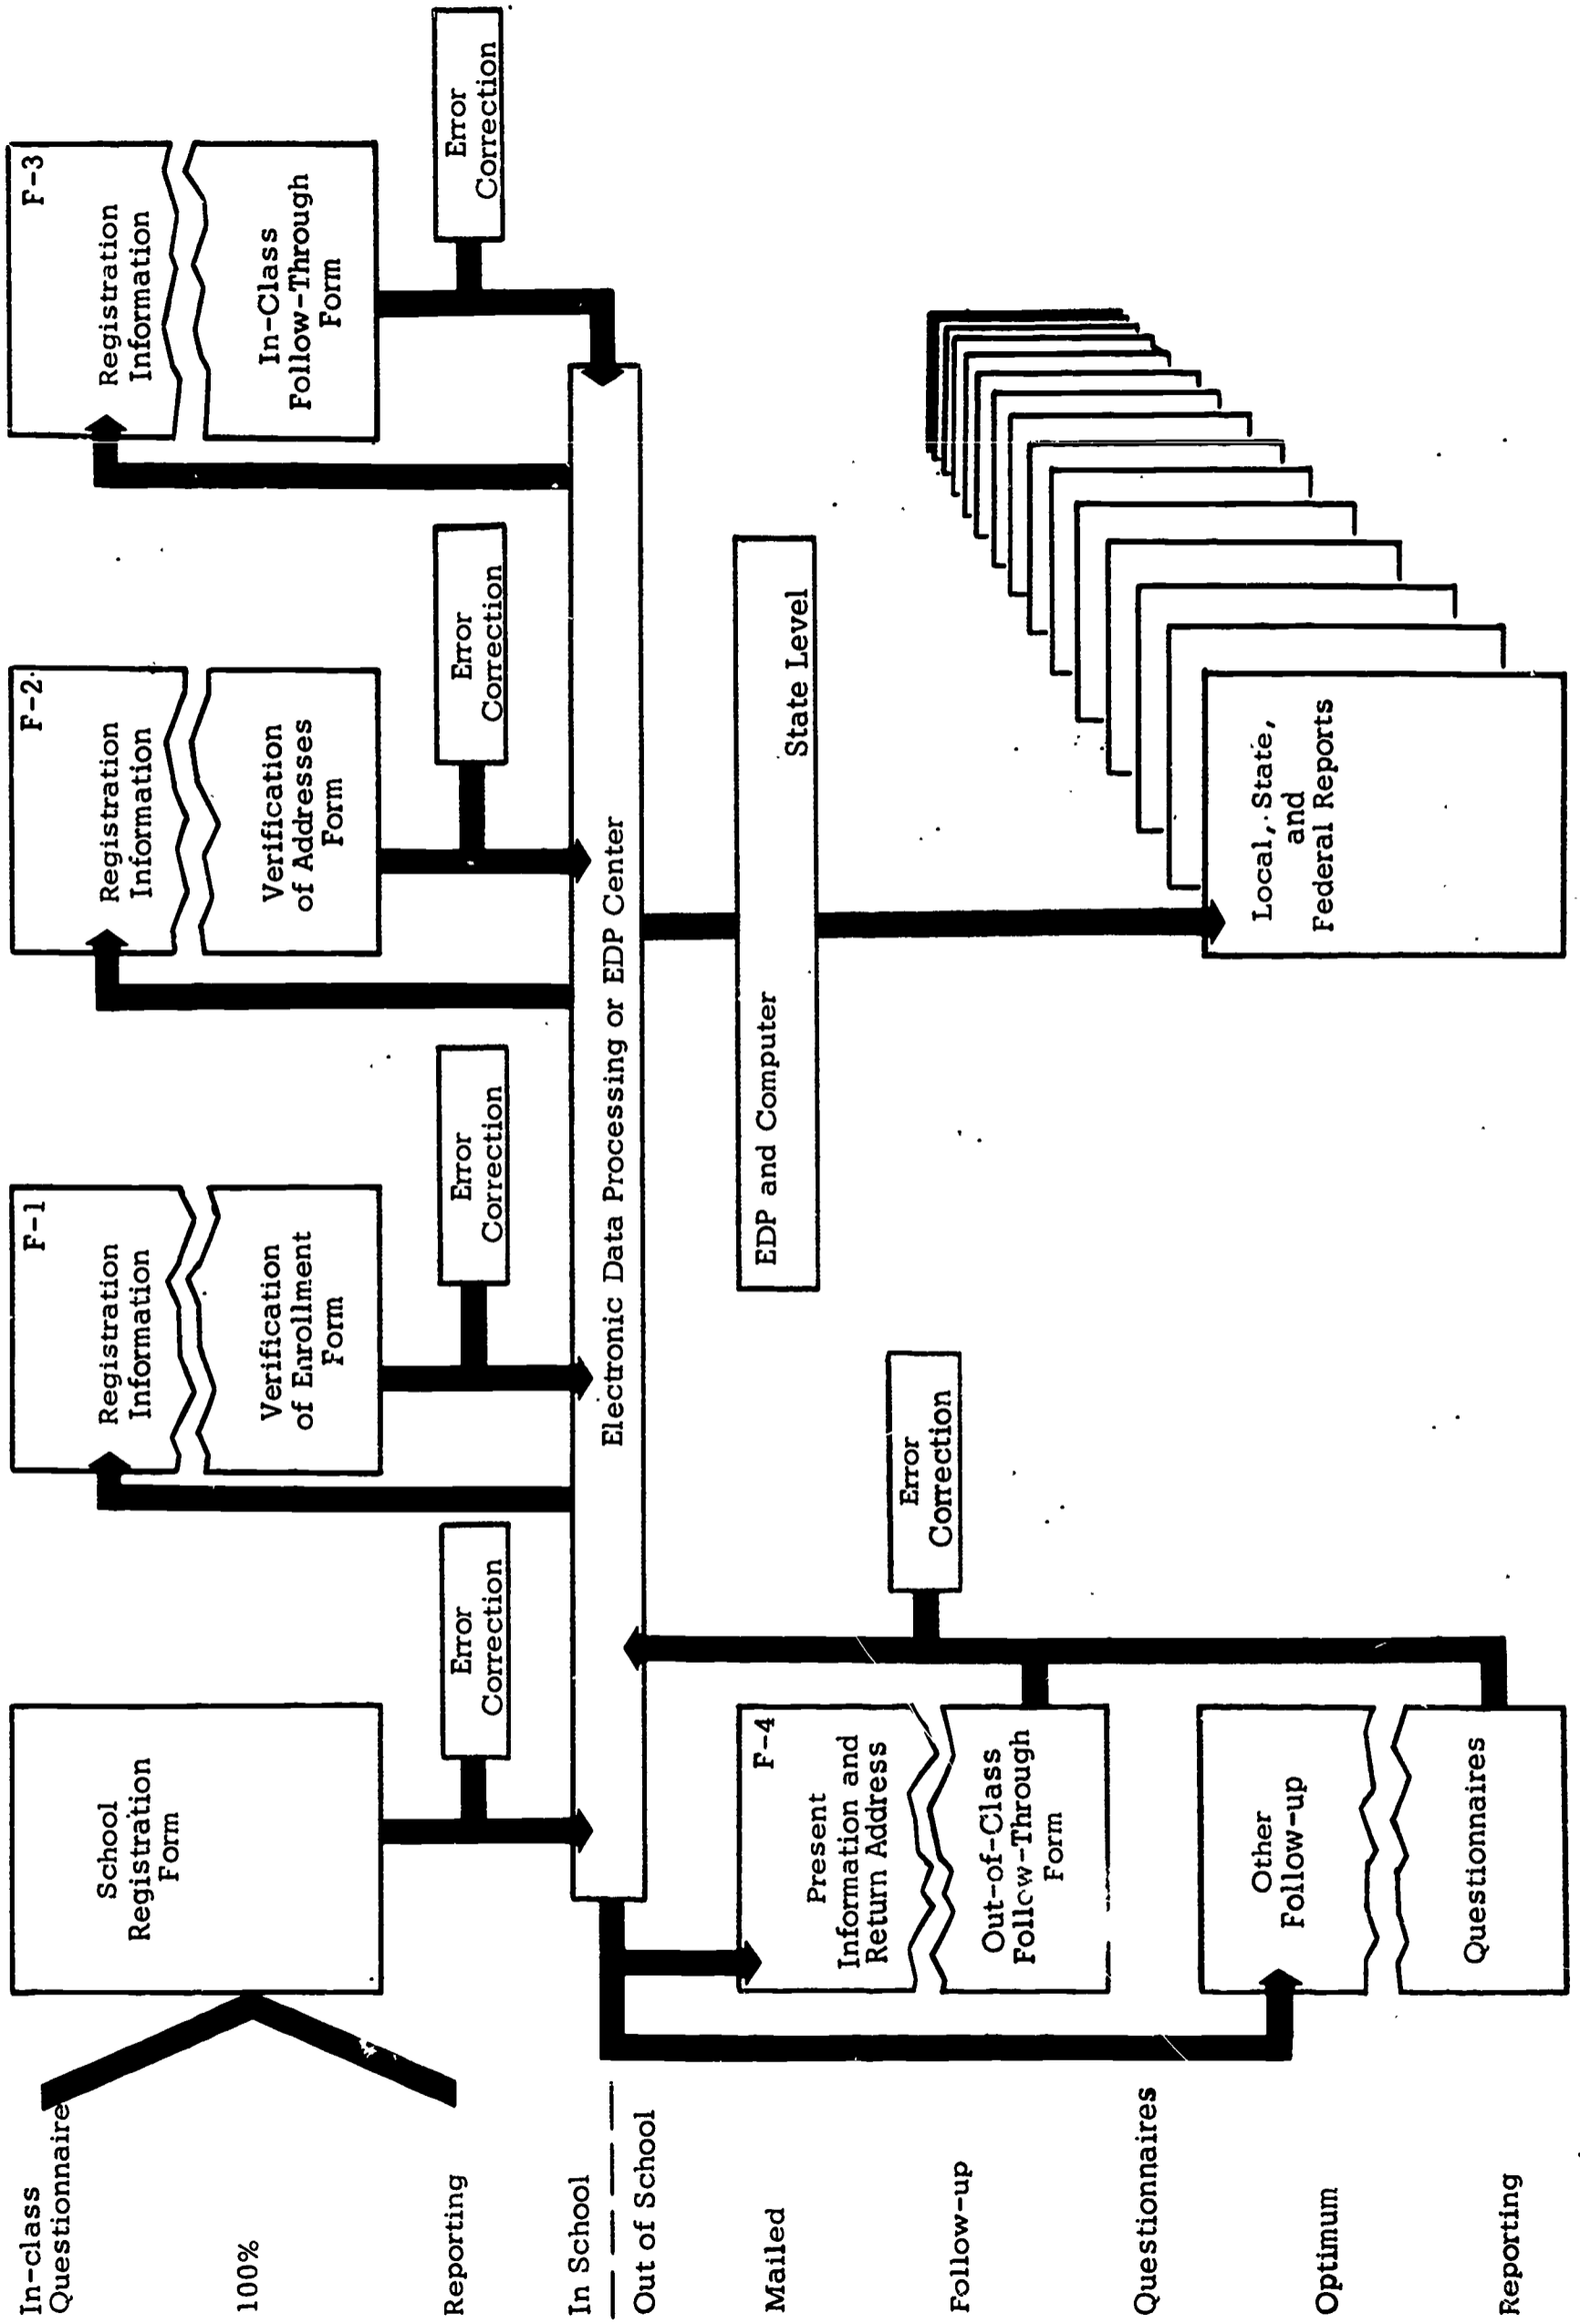 In-class
Questionnaire
100%
Reporting
School
Registration
Form
Error
Correction
F-1
Registration
Information
Verification
of Enrollment
Form
Error
Correction
F-2
Registration
Information
Verification
of Addresses
Form
Error
Correction
F-3
Registration
Information
In-Class
Follow-Through
Form
Error
Correction
In School
Out of School
Electronic Data Processing or EDP Center
Mailed
Follow-up
Questionnaires
Optimum
Reporting
F-4
Present
Information and
Return Address
Out-of-Class
Follow-Through
Form
Error
Correction
Other
Follow-up
Questionnaires
EDP and Computer
State Level
Local, State,
and
Federal Reports